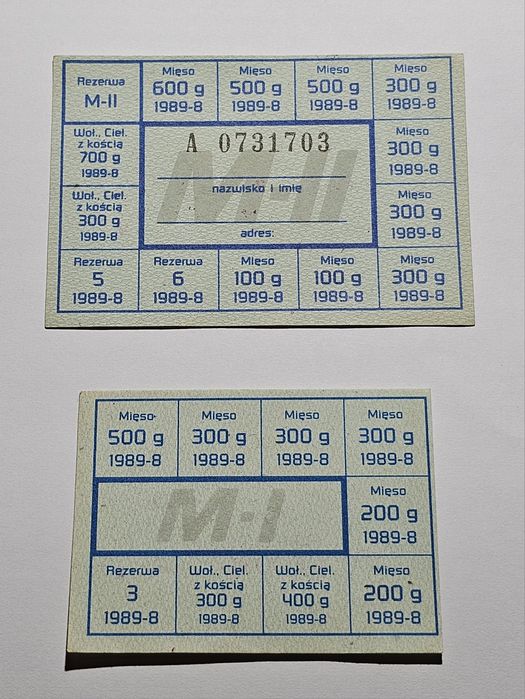 Rezerwa
M-II
Mięso
600 g
1989-8
Mięso
500 g
1989-8
Mięso
500 g
1989-8
Mięso
300 g
1989-8
Woł., Ciel.
z kością
700 g
1989-8
A 0731703
M-II
nazwisko i imię
adres:
Mięso
300 g
1989-8
Woł., Ciel.
z kością
300 g
1989-8
Mięso
300 g
1989-8
Rezerwa
5
1989-8
Rezerwa
6
1989-8
Mięso
100 g
1989-8
Mięso
100 g
1989-8
Mięso
300 g
1989-8
Mięso
500 g
1989-8
Mięso
300 g
1989-8
Mięso
300 g
1989-8
Mięso
300 g
1989-8
M-I
Mięso
200 g
1989-8
Rezerwa
3
1989-8
Woł., Ciel.
z kością
300 g
1989-8
Woł., Ciel.
z kością
400 g
1989-8
Mięso
200 g
1989-8